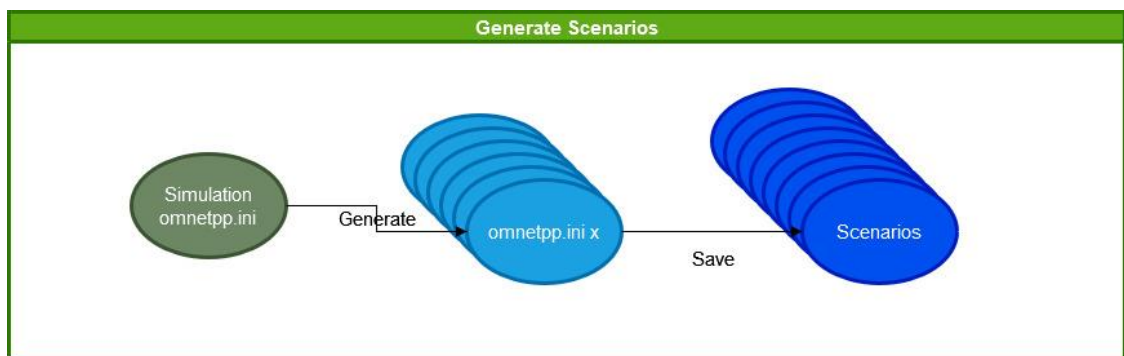 Generate Scenarios
Simulation
omnetpp.ini
Generate
omnetpp.ini x
Save
Scenarios